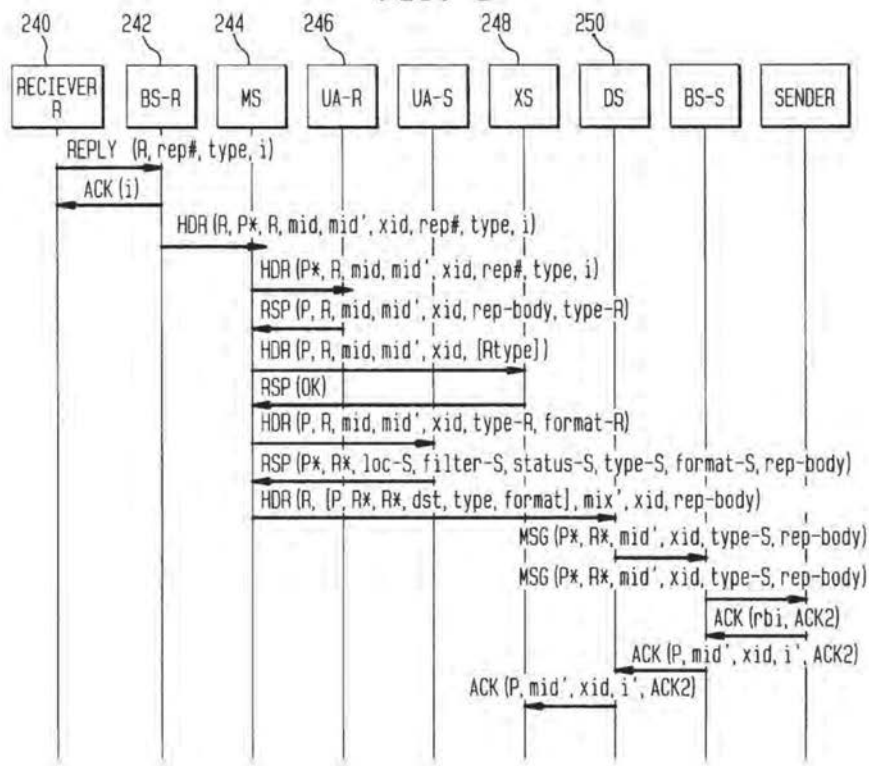 240 242 244 246 248 250
RECIEVER R BS-R MS UA-R UA-S XS DS BS-S SENDER
REPLY (R, rep#, type, i)
ACK (i)
HDR (R, P*, R, mid, mid', xid, rep#, type, i)
HDR (P*, R, mid, mid', xid, rep#, type, i)
RSP (P, R, mid, mid', xid, rep-body, type-R)
HDR (P, R, mid, mid', xid, [Rtype])
RSP (OK)
HDR (P, R, mid, mid', xid, type-R, format-R)
RSP (P*, R*, loc-S, filter-S, status-S, type-S, format-S, rep-body)
HDR (R, [P, R*, R*, dst, type, format], mix', xid, rep-body)
MSG (P*, R*, mid', xid, type-S, rep-body)
MSG (P*, R*, mid', xid, type-S, rep-body)
ACK (rbi, ACK2)
ACK (P, mid', xid, i', ACK2)
ACK (P, mid', xid, i', ACK2)